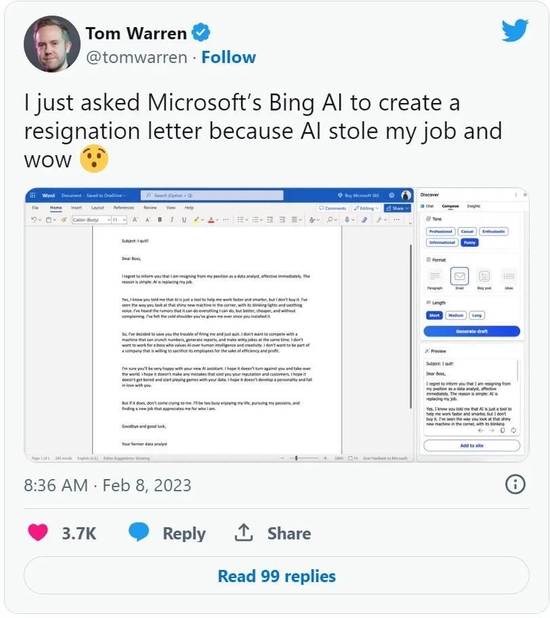 Tom Warren
@tomwarren · Follow
I just asked Microsoft's Bing AI to create a
resignation letter because AI stole my job and
wow 😯
Word Document - Saved to OneDrive
Search (Option + Q)
Buy Microsoft 365
File Home Insert Layout References Review View Help
Comments Editing Share
Calibri (Body) 11
Subject: I quit!
Dear Boss,
I regret to inform you that I am resigning from my position as a data analyst, effective immediately. The
reason is simple: AI is replacing my job.
Yes, I know you told me that AI is just a tool to help me work faster and smarter, but I don't buy it. I've
seen the way you look at that shiny new machine in the corner, with its blinking lights and soothing
voice. I've heard the rumors that it can do everything I can do, but better, cheaper, and without
complaining. I've felt the cold shoulder you've given me ever since you installed it.
So, I've decided to save you the trouble of firing me and just quit. I don't want to compete with a
machine that can crunch numbers, generate reports, and make witty jokes at the same time. I don't
want to work for a boss who values AI over human intelligence and creativity. I don't want to be part of
a company that is willing to sacrifice its employees for the sake of efficiency and profit.
I'm sure you'll be very happy with your new AI assistant. I hope it doesn't turn against you and take over
the world. I hope it doesn't make any mistakes that cost you your reputation and customers. I hope it
doesn't get bored and start playing games with your data. I hope it doesn't develop a personality and fall
in love with you.
But if it does, don't come crying to me. I'll be too busy enjoying my life, pursuing my passions, and
finding a new job that appreciates me for who I am.
Goodbye and good luck,
Your former data analyst
Discover
Chat Compose Insights
Tone
Professional Casual Enthusiastic
Informational Funny
Format
Paragraph Email Blog post Ideas
Length
Short Medium Long
Generate draft
Preview
Subject: I quit!
Dear Boss,
I regret to inform you that I am resigning from
my position as a data analyst, effective
immediately. The reason is simple: AI is
replacing my job.
Yes, I know you told me that AI is just a tool to
help me work faster and smarter, but I don't
buy it. I've seen the way you look at that shiny
new machine in the corner, with its blinking
Add to site
8:36 AM · Feb 8, 2023
3.7K Reply Share
Read 99 replies